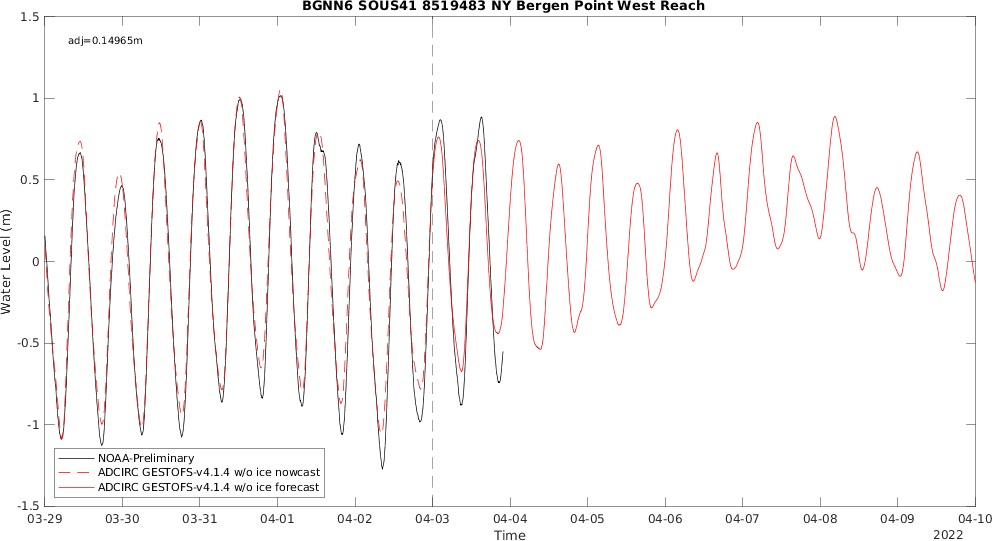 BGNN6 SOUS41 8519483 NY Bergen Point West Reach
adj=0.14965m
1.5
1
0.5
0
-0.5
-1
-1.5
Water Level (m)
NOAA-Preliminary
ADCIRC GESTOFS-v4.1.4 w/o ice nowcast
ADCIRC GESTOFS-v4.1.4 w/o ice forecast
03-29 03-30 03-31 04-01 04-02 04-03 04-04 04-05 04-06 04-07 04-08 04-09 04-10
Time
2022